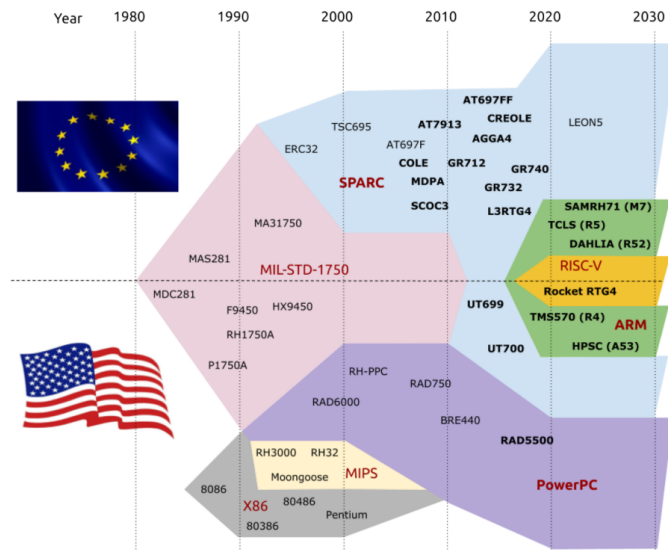 Year 1980 1990 2000 2010 2020 2030
AT697FF
CREOLE
LEON5
TSC695
AT7913
AGGA4
ERC32
AT697F
COLE
GR712
GR740
SPARC
MDPA
GR732
SCOC3
L3RTG4
SAMRH71 (M7)
MA31750
TCLS (R5)
DAHLIA (R52)
MAS281
MIL-STD-1750
RISC-V
MDC281
Rocket RTG4
F9450
HX9450
UT699
TMS570 (R4)
ARM
RH1750A
UT700
HPSC (A53)
P1750A
RH-PPC
RAD750
RAD6000
BRE440
RAD5500
RH3000
RH32
Moongoose
MIPS
PowerPC
8086
X86
80486
80386
Pentium